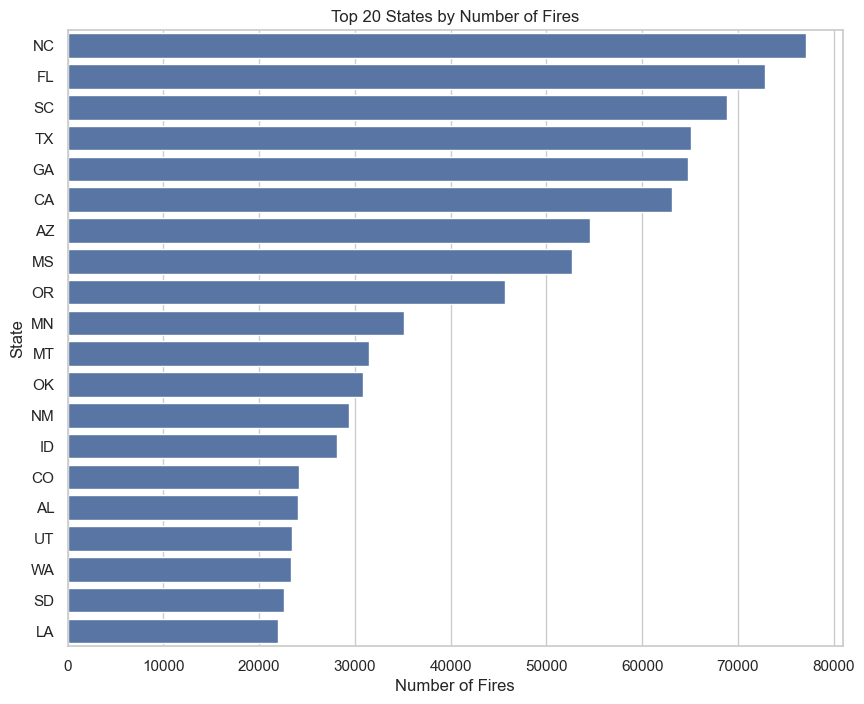 Top 20 States by Number of Fires
NC
FL
SC
TX
GA
CA
AZ
MS
OR
MN
MT
OK
NM
ID
CO
AL
UT
WA
SD
LA
State
0 10000 20000 30000 40000 50000 60000 70000 80000
Number of Fires